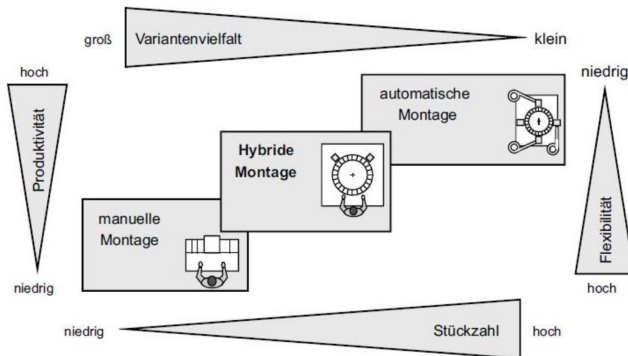 groß Variantenvielfalt klein
hoch
niedrig
Produktivität
automatische
Montage
Hybride
Montage
manuelle
Montage
Flexibilität
niedrig
hoch
niedrig Stückzahl hoch